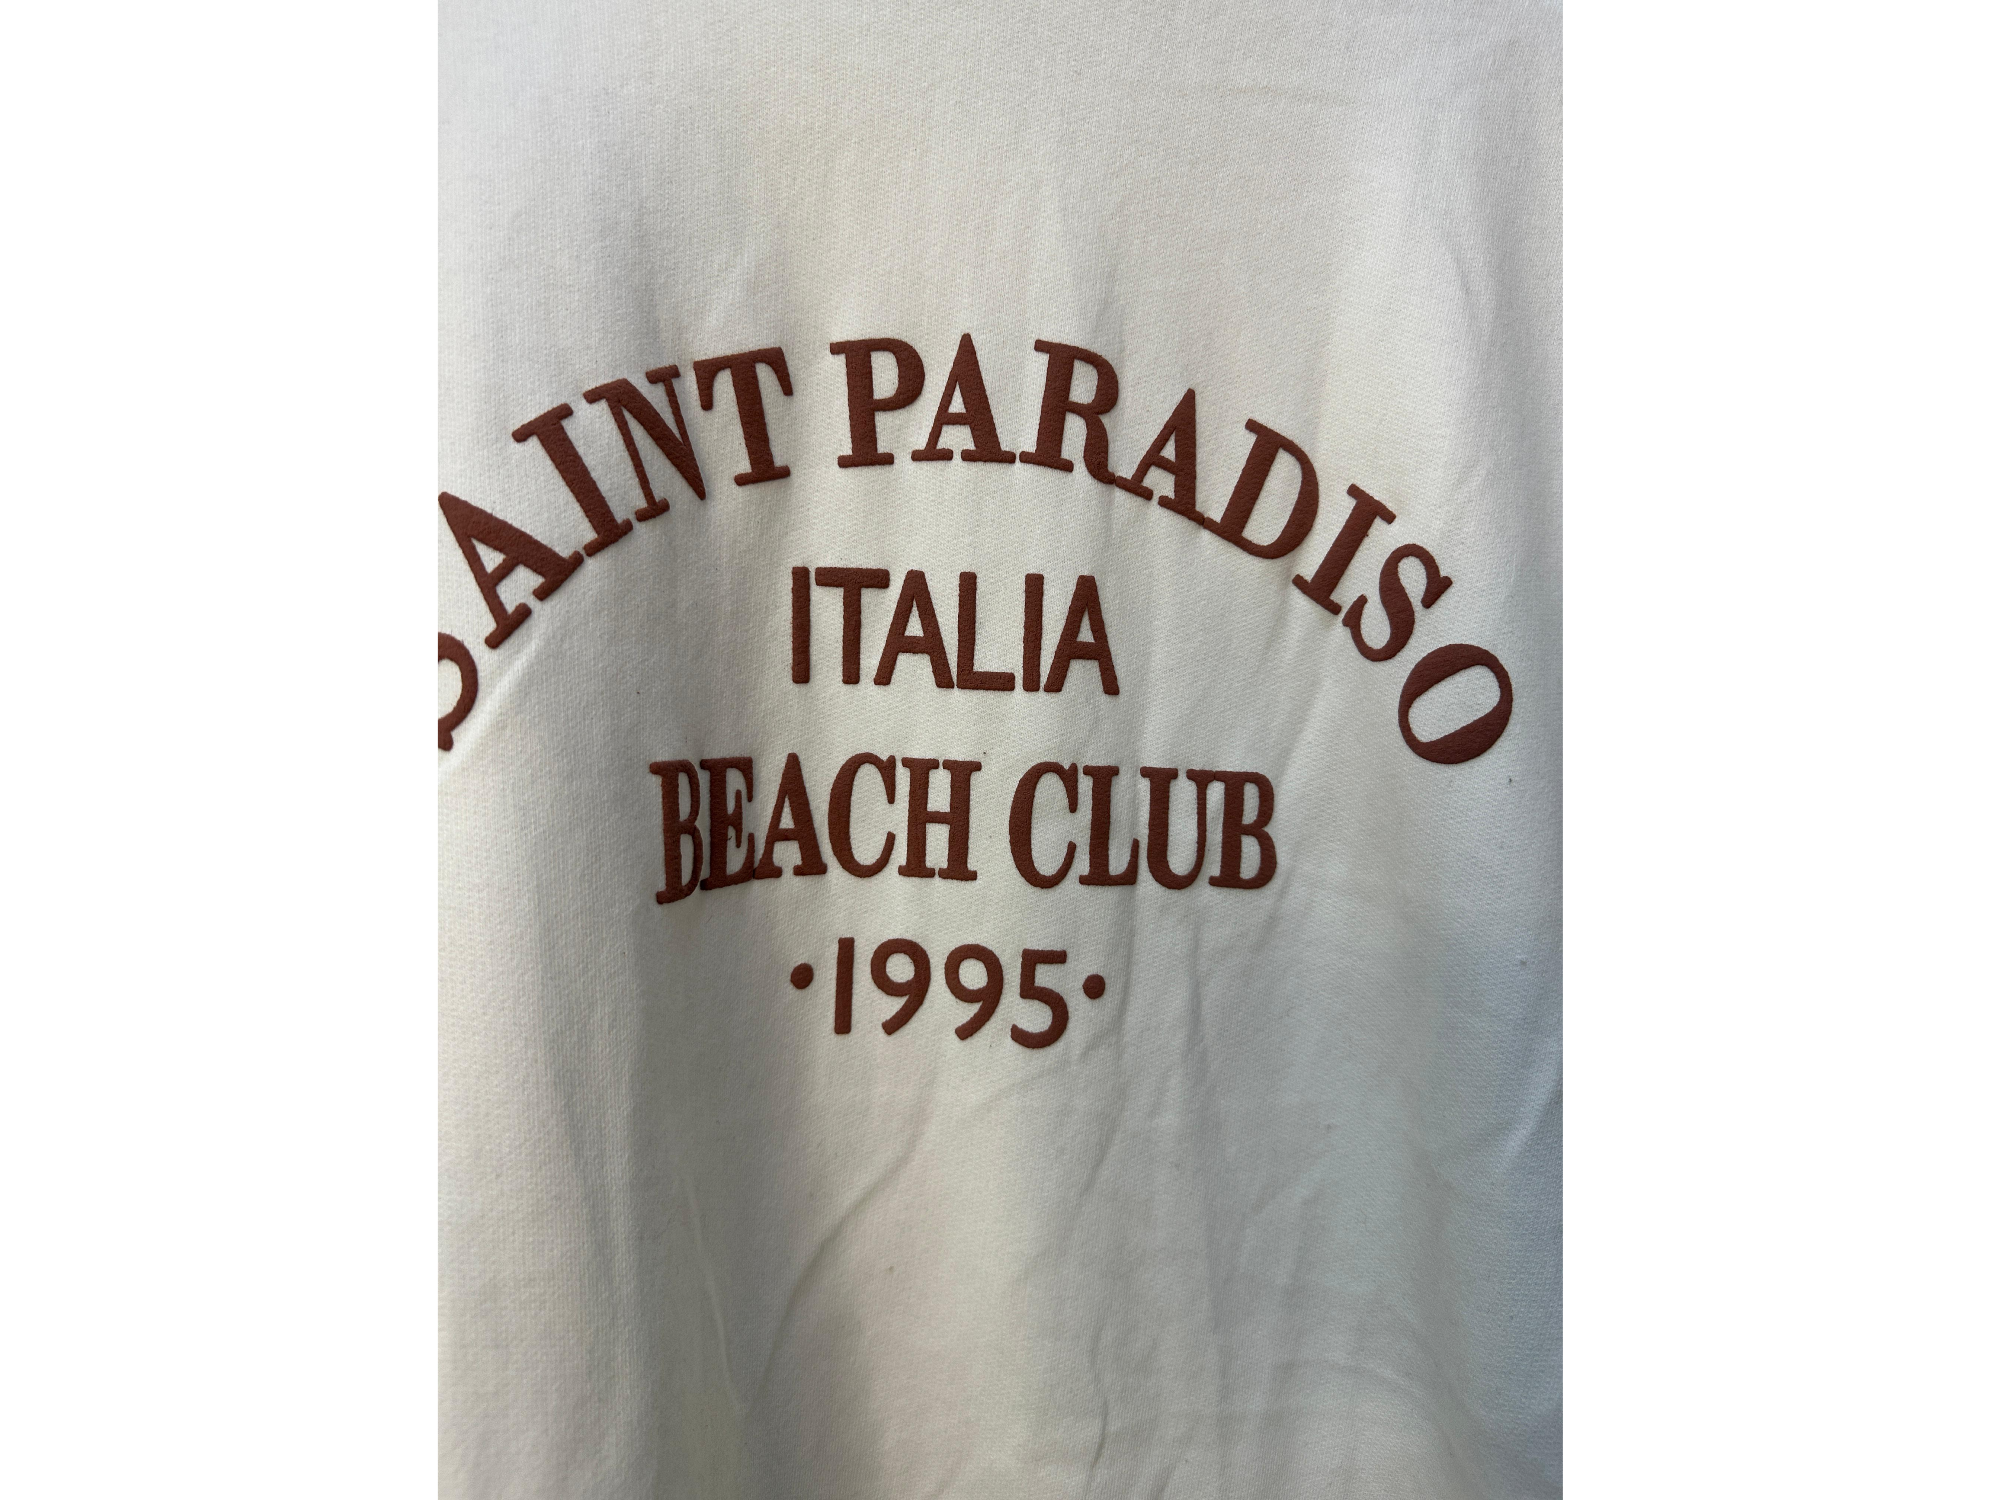 SAINT PARADISO
ITALIA
BEACH CLUB
·1995·